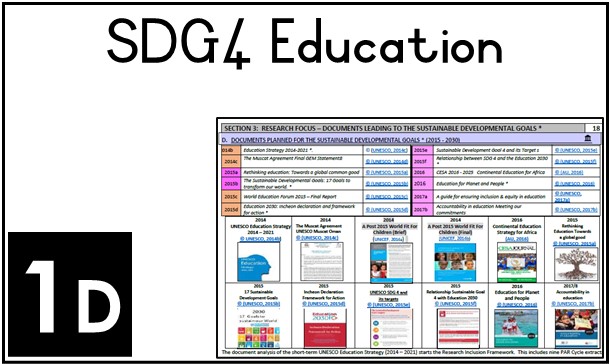 SDG4 Education
SECTION 3: RESEARCH FOCUS – DOCUMENTS LEADING TO THE SUSTAINABLE DEVELOPMENTAL GOALS * 18
D. DOCUMENTS PLANNED FOR THE SUSTAINABLE DEVELOPMENTAL GOALS * (2015 - 2030)
014b Education Strategy 2014-2021 *. © (UNESCO, 2014c) 2015e Sustainable Development Goal 4 and its Target s © (UNESCO, 2015e)
2014c The Muscat Agreement Final GEM Statement§ © (UNESCO, 2014d) 2015f Relationship between SDG 4 and the Education 2030 * © (UNESCO, 2015f)
2015a Rethinking education: Towards a global common good © (UNESCO, 2015a) 2016 CESA 2016 - 2025 Continental Education for Africa © (AU, 2016)
2015b The Sustainable Developmental Goals: 17 Goals to transform our world. * © (UNESCO, 2015b) 2016 Education for Planet and People * © (UNESCO, 2016)
2015c World Education Forum 2015 – Final Report © (UNESCO, 2015c) 2017a A guide for ensuring inclusion & equity in education © (UNESCO, 2017a)
2015d Education 2030: Incheon declaration and framework for action * © (UNESCO, 2015d) 2017b Accountability in education Meeting our commitments © (UNESCO, 2017b)
2014 UNESCO Education Strategy 2014 – 2021 © (UNESCO, 2014b)
2014 The Muscat Agreement UNESCO Muscat Oman © (UNESCO, 2014c)
2014 A Post 2015 World Fit For Children [Brief] (UNICEF, 2014a)
2014 A Post 2015 World Fit For Children [Final] (UNICEF, 2014a)
2016 Continental Education Strategy for Africa (AU, 2016)
2015 Rethinking Education Towards a global good © (UNESCO, 2015a)
Education
CESA JOURNAL
2015 17 Sustainable Development Goals © (UNESCO, 2015b)
2015 Incheon Declaration Framework for Action © (UNESCO, 2015d)
2015 UNESCO SDG 4 and its targets © (UNESCO, 2015e)
2015 Relationship Sustainable Goal 4 with Education 2030 © (UNESCO, 2015f)
2016 Education for Planet and People © (UNESCO, 2016)
2017/8 Accountability in education © (UNESCO, 2017b)
1D
The document analysis of the short-term UNESCO Education Strategy (2014 – 2021) starts the Research Inclusion Framework. This includes nine PAR Cycle enthem